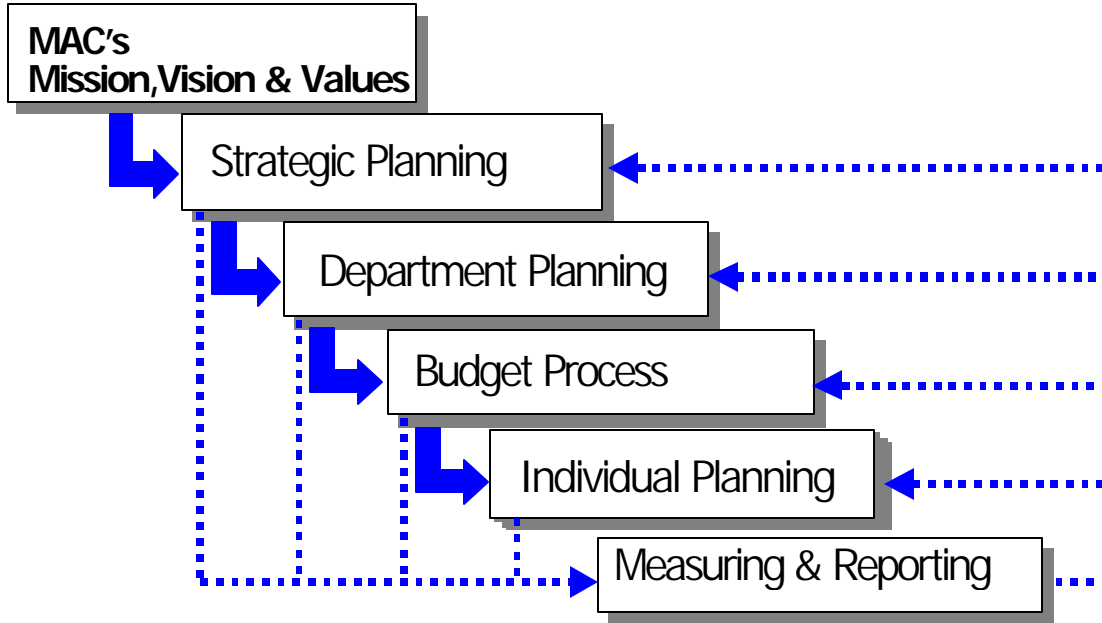 MAC's
Mission,Vision & Values
Strategic Planning
Department Planning
Budget Process
Individual Planning
Measuring & Reporting